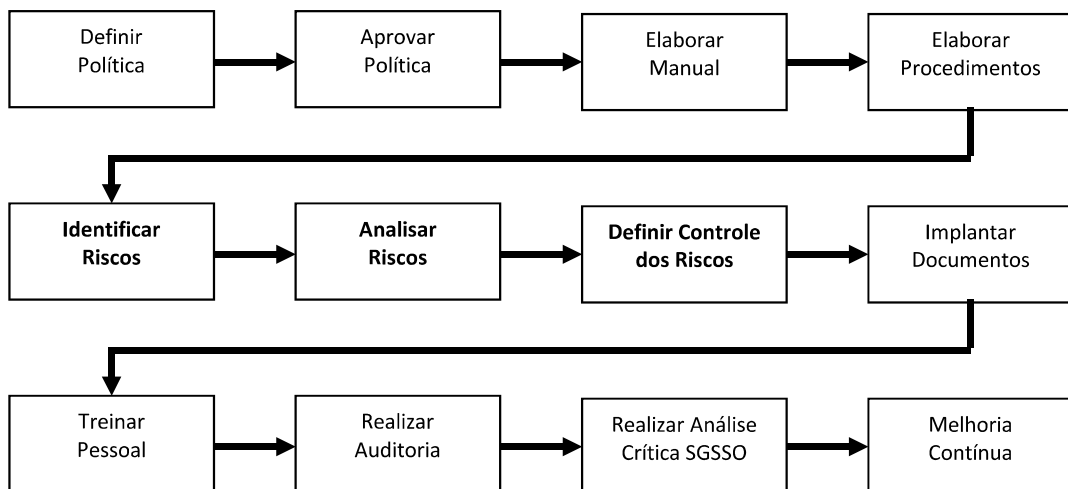 Definir
Política
Aprovar
Política
Elaborar
Manual
Elaborar
Procedimentos
Identificar
Riscos
Analisar
Riscos
Definir Controle
dos Riscos
Implantar
Documentos
Treinar
Pessoal
Realizar
Auditoria
Realizar Análise
Crítica SGSSO
Melhoria
Contínua